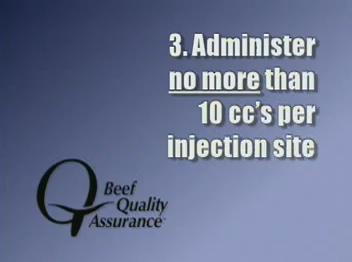 3. Administer
no more than
10 cc's per
injection site
Beef
Quality
Assurance